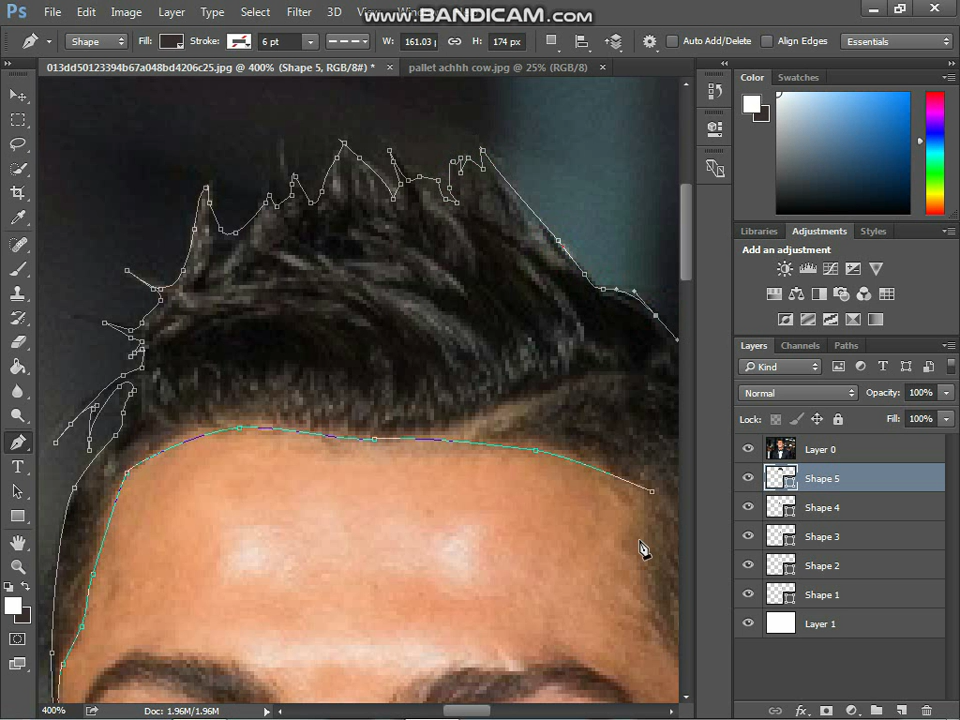 Ps File Edit Image Layer Type Select Filter 3D
www.BANDICAM.com
Shape Fill: Stroke: 6 pt W: 161.03 H: 174 px Auto Add/Delete Align Edges Essentials
013dd50123394b67a048bd4206c25.jpg @ 400% (Shape 5, RGB/8#) * × pallet achhh cow.jpg @ 25% (RGB/8) ×
Color Swatches
Libraries Adjustments Styles
Add an adjustment
Layers Channels Paths
Kind
Normal Opacity: 100%
Lock: Fill: 100%
Layer 0
Shape 5
Shape 4
Shape 3
Shape 2
Shape 1
Layer 1
400% Doc: 1.96M/1.96M